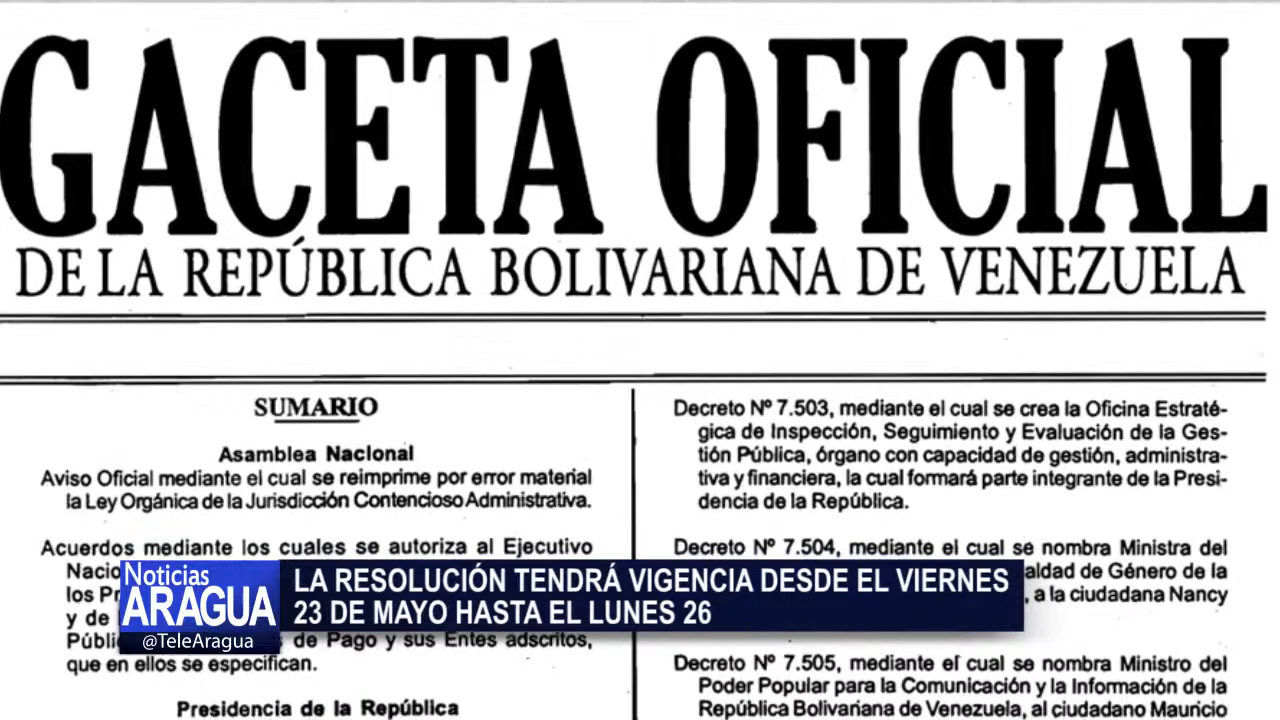 GACETA OFICIAL
DE LA REPÚBLICA BOLIVARIANA DE VENEZUELA
SUMARIO
Asamblea Nacional
Aviso Oficial mediante el cual se reimprime por error material
la Ley Orgánica de la Jurisdicción Contencioso Administrativa.
Acuerdos mediante los cuales se autoriza al Ejecutivo
los
y de
de Pago y sus Entes adscritos,
que en ellos se especifican.
Presidencia de la República
Decreto Nº 7.503, mediante el cual se crea la Oficina Estraté-
gica de Inspección, Seguimiento y Evaluación de la Ges-
tión Pública, órgano con capacidad de gestión, administra-
tiva y financiera, la cual formará parte integrante de la Presi-
dencia de la República.
Decreto Nº 7.504, mediante el cual se nombra Ministra del
de Género de la
, a la ciudadana Nancy
Decreto Nº 7.505, mediante el cual se nombra Ministro del
Poder Popular para la Comunicación y la Información de la
República Bolivariana de Venezuela, al ciudadano Mauricio
Noticias
ARAGUA
@TeleAragua
LA RESOLUCIÓN TENDRÁ VIGENCIA DESDE EL VIERNES
23 DE MAYO HASTA EL LUNES 26